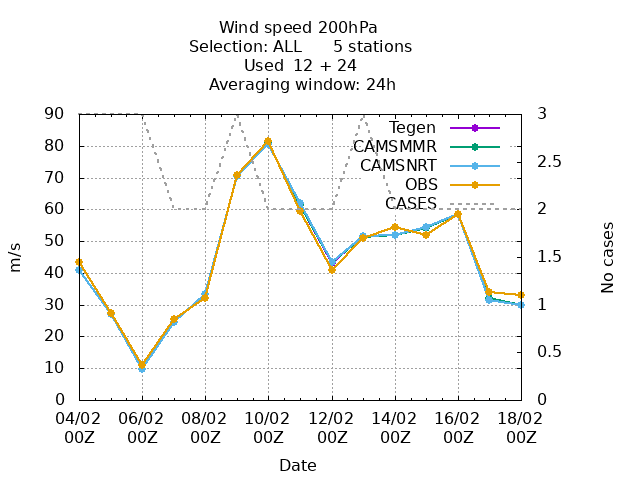 Wind speed 200hPa
Selection: ALL      5 stations
Used  12 + 24
Averaging window: 24h
90
80
70
60
50
40
30
20
10
0
m/s
3
2.5
2
1.5
1
0.5
0
No cases
Tegen
CAMSMMR
CAMSNRT
OBS
CASES
04/02 06/02 08/02 10/02 12/02 14/02 16/02 18/02
00Z 00Z 00Z 00Z 00Z 00Z 00Z 00Z
Date